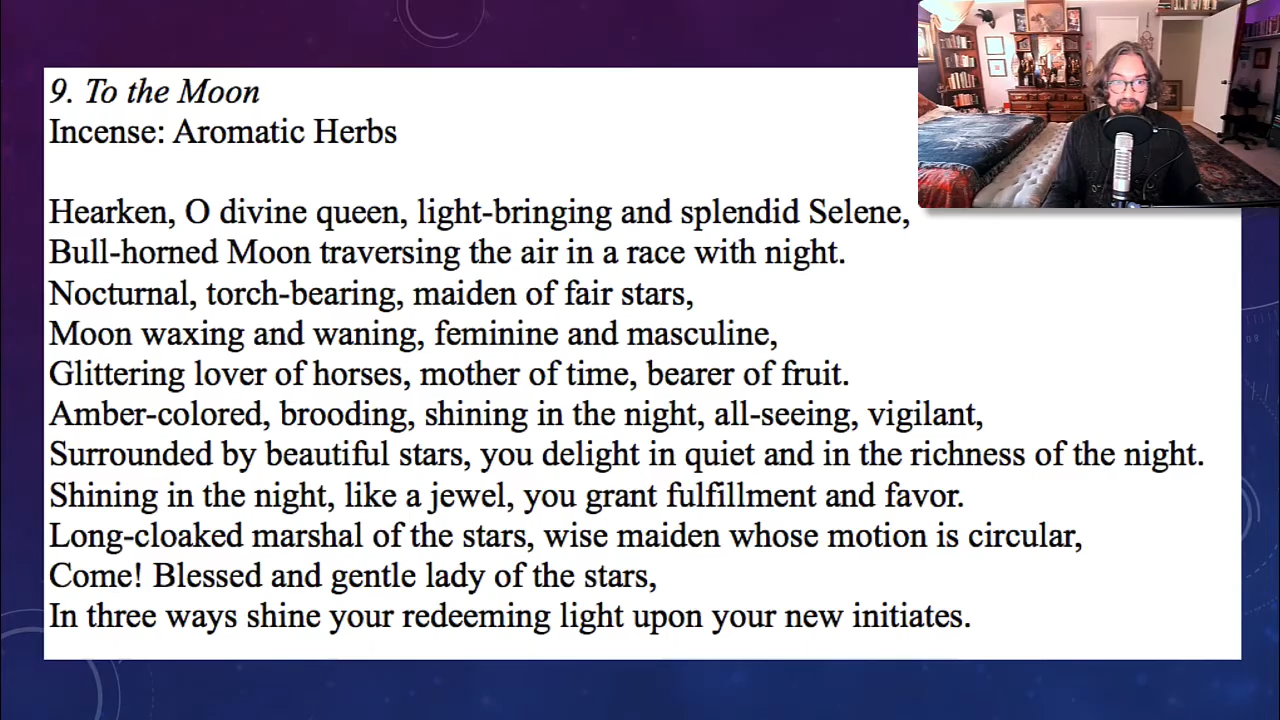 9. To the Moon
Incense: Aromatic Herbs
Hearken, O divine queen, light-bringing and splendid Selene,
Bull-horned Moon traversing the air in a race with night.
Nocturnal, torch-bearing, maiden of fair stars,
Moon waxing and waning, feminine and masculine,
Glittering lover of horses, mother of time, bearer of fruit.
Amber-colored, brooding, shining in the night, all-seeing, vigilant,
Surrounded by beautiful stars, you delight in quiet and in the richness of the night.
Shining in the night, like a jewel, you grant fulfillment and favor.
Long-cloaked marshal of the stars, wise maiden whose motion is circular,
Come! Blessed and gentle lady of the stars,
In three ways shine your redeeming light upon your new initiates.